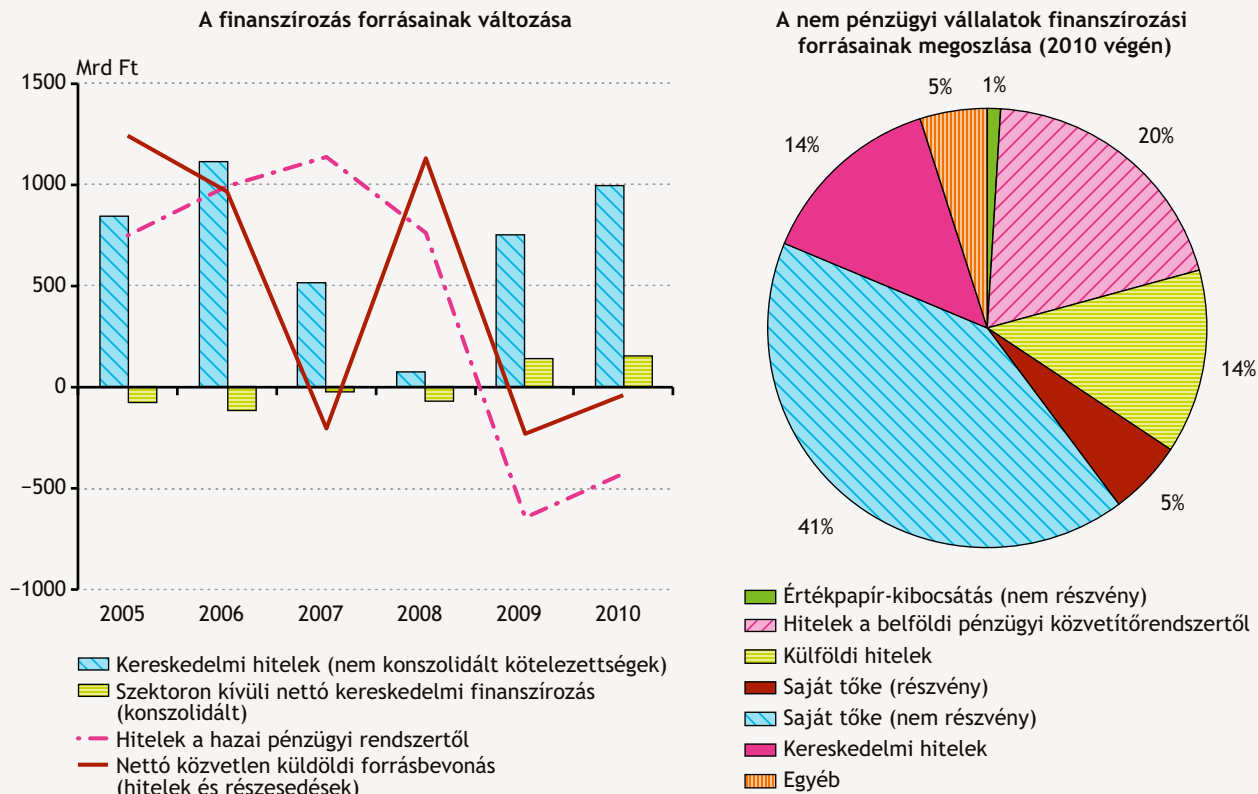 A finanszírozás forrásainak változása
Mrd Ft
1500
1000
500
0
−500
−1000
2005 2006 2007 2008 2009 2010
Kereskedelmi hitelek (nem konszolidált kötelezettségek)
Szektoron kívüli nettó kereskedelmi finanszírozás
(konszolidált)
Hitelek a hazai pénzügyi rendszertől
Nettó közvetlen küldöldi forrásbevonás
(hitelek és részesedések)
A nem pénzügyi vállalatok finanszírozási
forrásainak megoszlása (2010 végén)
5% 1%
20%
14%
14%
5%
41%
Értékpapír-kibocsátás (nem részvény)
Hitelek a belföldi pénzügyi közvetítőrendszertől
Külföldi hitelek
Saját tőke (részvény)
Saját tőke (nem részvény)
Kereskedelmi hitelek
Egyéb